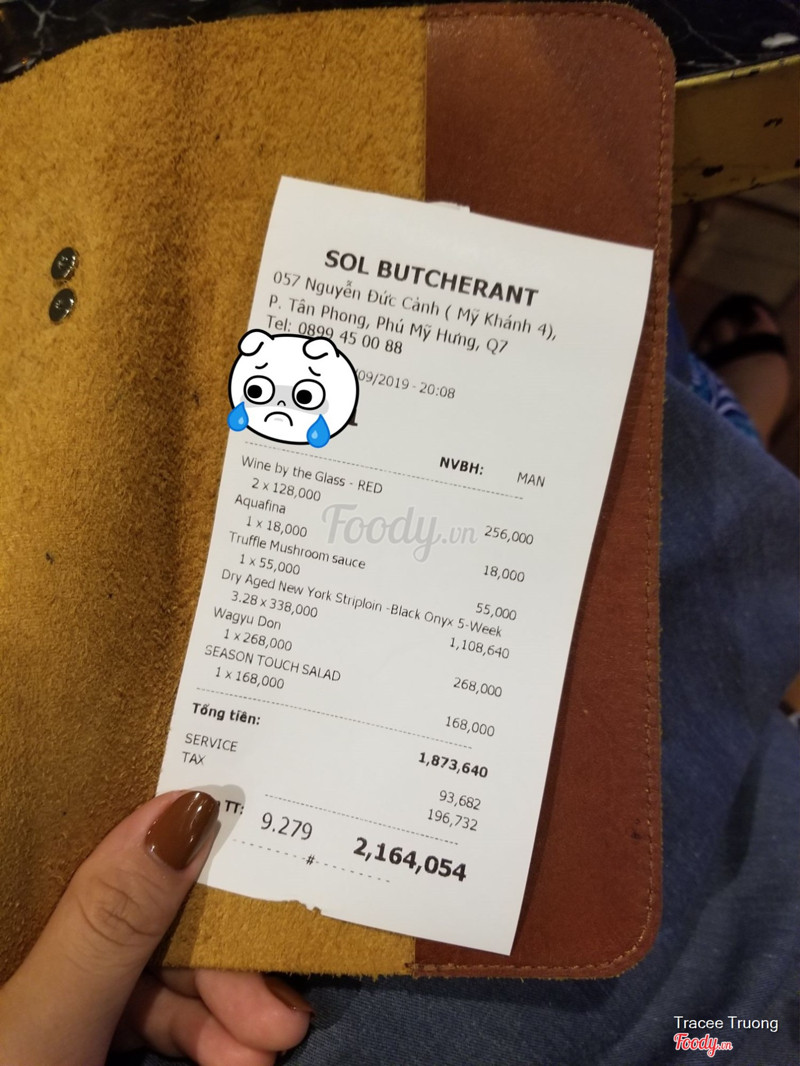 SOL BUTCHERANT
057 Nguyễn Đức Cảnh ( Mỹ Khánh 4),
P. Tân Phong, Phú Mỹ Hưng, Q7
Tel: 0899 45 00 88
/09/2019 - 20:08
NVBH: MAN
Wine by the Glass - RED
2 x 128,000 256,000
Aquafina
1 x 18,000 18,000
Truffle Mushroom sauce
1 x 55,000 55,000
Dry Aged New York Striploin -Black Onyx 5-Week
3.28 x 338,000 1,108,640
Wagyu Don
1 x 268,000 268,000
SEASON TOUCH SALAD
1 x 168,000 168,000
Tổng tiền: 1,873,640
SERVICE 93,682
TAX 196,732
TT: 9.279 2,164,054
#
Foody.vn
Tracee Truong
Foody.vn